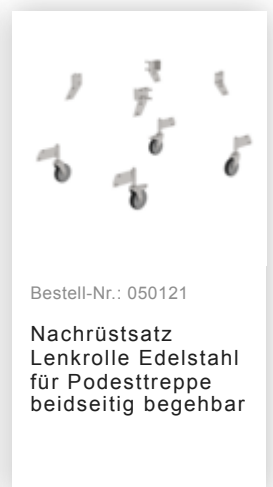 Bestell-Nr.: 050121
Nachrüstsatz
Lenkrolle Edelstahl
für Podesttreppe
beidseitig begehbar